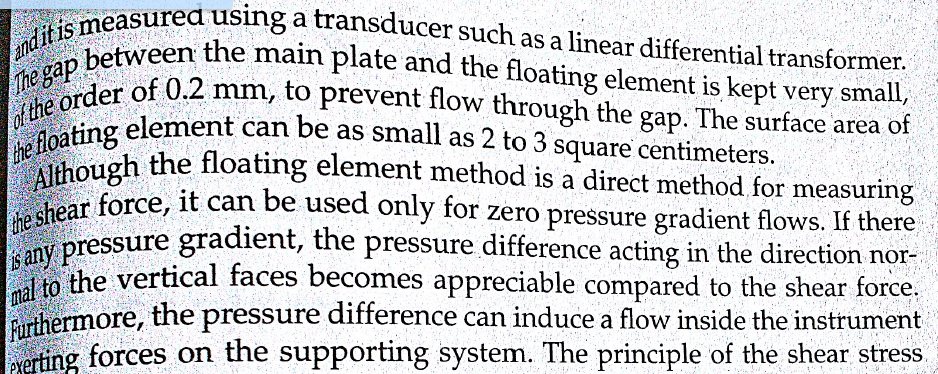 and it is measured using a transducer such as a linear differential transformer.
The gap between the main plate and the floating element is kept very small,
of the order of 0.2 mm, to prevent flow through the gap. The surface area of
the floating element can be as small as 2 to 3 square centimeters.
Although the floating element method is a direct method for measuring
the shear force, it can be used only for zero pressure gradient flows. If there
is any pressure gradient, the pressure difference acting in the direction nor-
mal to the vertical faces becomes appreciable compared to the shear force.
Furthermore, the pressure difference can induce a flow inside the instrument
exerting forces on the supporting system. The principle of the shear stress